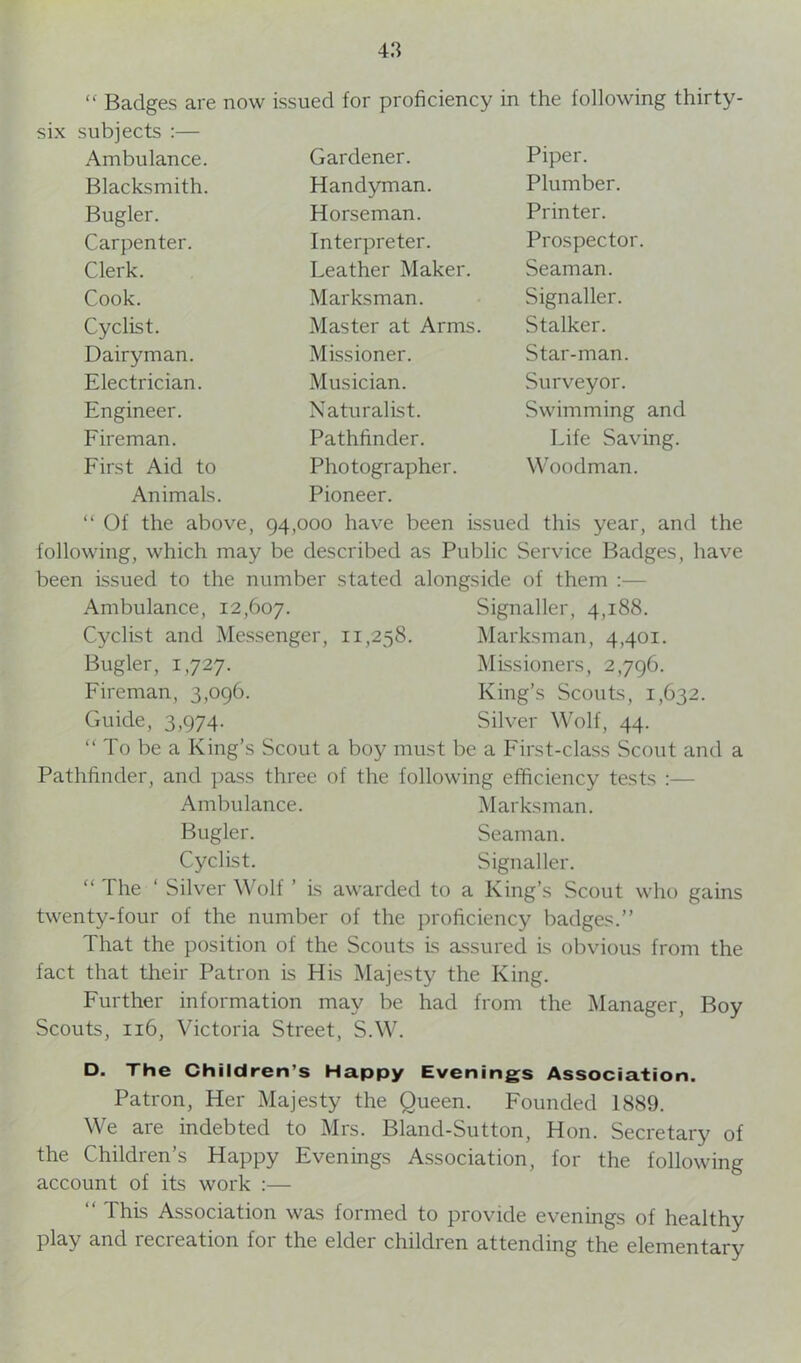 43
“ Badges are now issued for proficiency in the following thirty-
six subjects :—
Ambulance. Gardener. Piper.
Blacksmith. Handyman. Plumber.
Bugler. Horseman. Printer.
Carpenter. Interpreter. Prospector.
Clerk. Leather Maker. Seaman.
Cook. Marksman. Signaller.
Cyclist. Master at Arms. Stalker.
Dairyman. Missioner. Star-man.
Electrician. Musician. Surveyor.
Engineer. Naturalist. Swimming and
Fireman. Pathfinder. Life Saving.
First Aid to Photographer. Woodman.
Animals. Pioneer.
“ Of the above, 94,000 have been issued this year, and the
following, which may be described as Public Service Badges, have
been issued to the number stated alongside of them :—
Ambulance, 12,607. Signaller, 4,188.
Cyclist and Messenger, 11,258. Marksman, 4,401.
Bugler, 1,727. Missioners, 2,796.
Fireman, 3,096. King’s Scouts, 1,632.
Guide, 3,974. Silver Wolf, 44.
“ To be a King’s Scout a boy must be a First-class Scout and a
Pathfinder, and pass three of the following efficiency tests :—
Ambulance. Marksman.
Bugler. Seaman.
Cyclist. Signaller.
“ The ‘ Silver Wolf ’ is awarded to a King’s Scout who gains
twenty-four of the number of the proficiency badges.”
That the position of the Scouts is assured is obvious from the
fact that their Patron is His Majesty the King.
Further information may be had from the Manager, Boy
Scouts, 116, Victoria Street, S.W.
D. The Children’s Happy Evenings Association.
Patron, Her Majesty the Queen. Founded 1889.
We are indebted to Mrs. Bland-Sutton, Hon. Secretary of
the Children’s Happy Evenings Association, for the following
account of its work :—
“ This Association was formed to provide evenings of healthy
play and recreation for the elder children attending the elementary